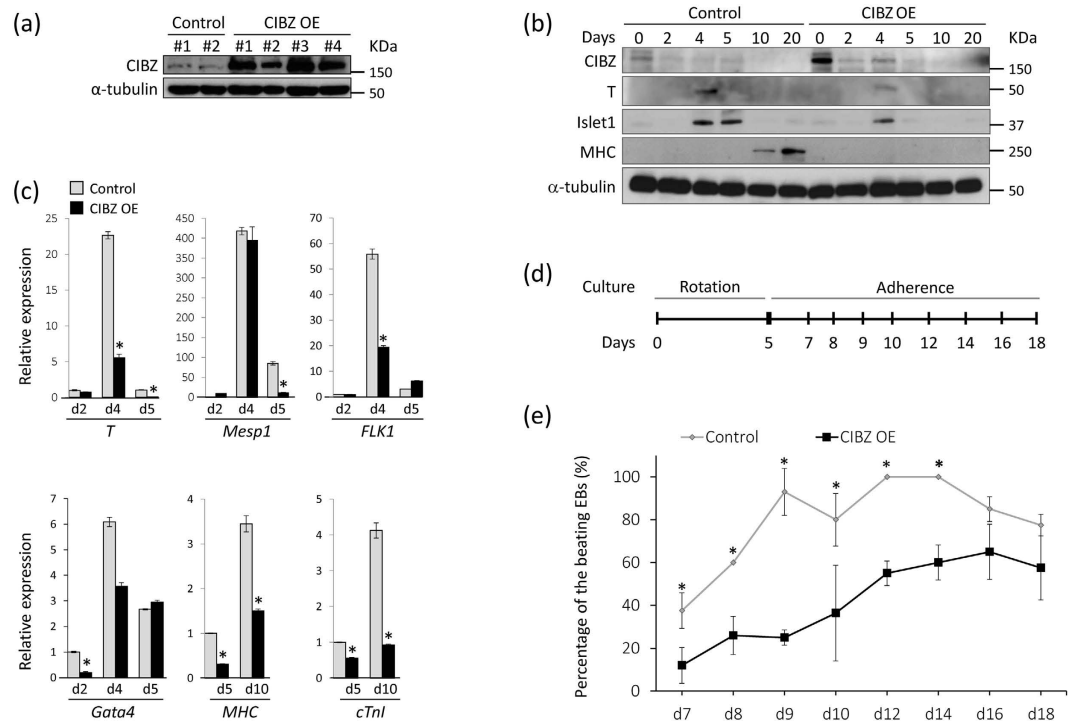 (a)
Control CIBZ OE
#1 #2 #1 #2 #3 #4 KDa
CIBZ 150
α-tubulin 50
(b)
Control CIBZ OE
Days 0 2 4 5 10 20 0 2 4 5 10 20 KDa
CIBZ 150
T 50
Islet1 37
MHC 250
α-tubulin 50
(c)
Control
CIBZ OE
Relative expression
25
20
15
10
5
0
*
*
d2 d4 d5
T
450
400
350
300
250
200
150
100
50
0
*
d2 d4 d5
Mesp1
70
60
50
40
30
20
10
0
*
d2 d4 d5
FLK1
Relative expression
7
6
5
4
3
2
1
0
*
d2 d4 d5
Gata4
4
3
2
1
0
*
*
d5 d10
MHC
5
4
3
2
1
0
*
*
d5 d10
cTnI
(d)
Culture Rotation Adherence
Days 0 5 7 8 9 10 12 14 16 18
(e)
Control CIBZ OE
Percentage of the beating EBs (%)
100
80
60
40
20
0
* * * * * *
d7 d8 d9 d10 d12 d14 d16 d18